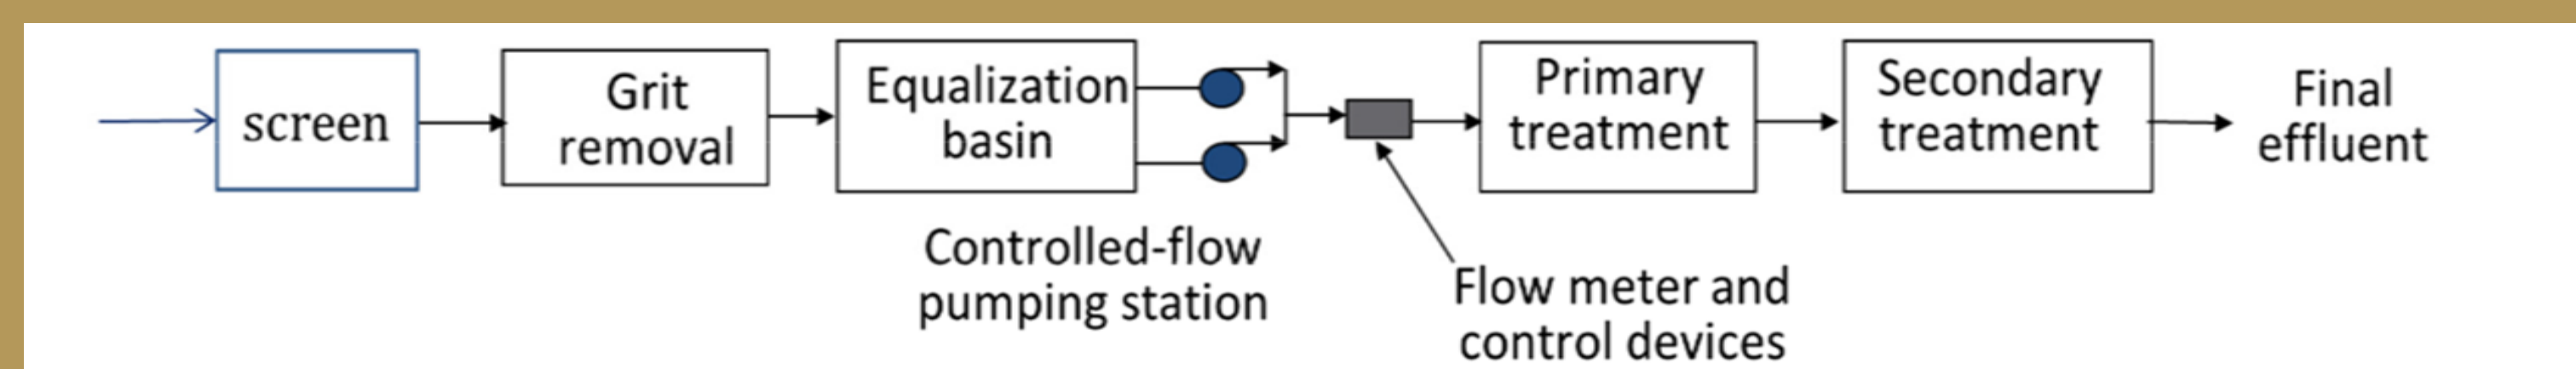 screen
Grit
removal
Equalization
basin
Controlled-flow
pumping station
Flow meter and
control devices
Primary
treatment
Secondary
treatment
Final
effluent